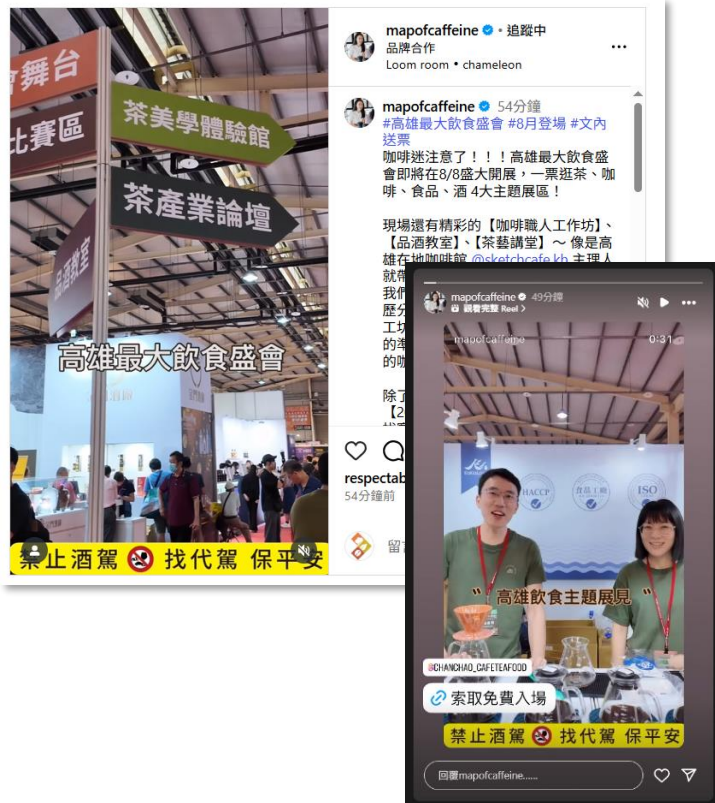 會舞台
比賽區
茶美學體驗館
茶產業論壇
品酒教室
高雄最大飲食盛會
禁止酒駕 找代駕 保平安
mapofcaffeine • 追蹤中
品牌合作
Loom room • chameleon
mapofcaffeine 54分鐘
#高雄最大飲食盛會 #8月登場 #文內
送票
咖啡迷注意了！！！高雄最大飲食盛
會即將在8/8盛大開展，一票逛茶、咖
啡、食品、酒 4大主題展區！
現場還有精彩的【咖啡職人工作坊】、
【品酒教室】、【茶藝講堂】～ 像是高
雄在地咖啡館 @sketchcafe.kh 主理人
就帶
我們
歷分
工坊
的準
的咖
除了
【2
respectab
54分鐘前
留言
mapofcaffeine 49分鐘
觀看完整 Reel >
mapofcaffeine
0:31
HACCP
食品工廠
ISO
〝 高雄飲食主題展見 〞
@CHANCHAO_CAFETEAFOOD
索取免費入場
禁止酒駕 找代駕 保平安
回覆mapofcaffeine......